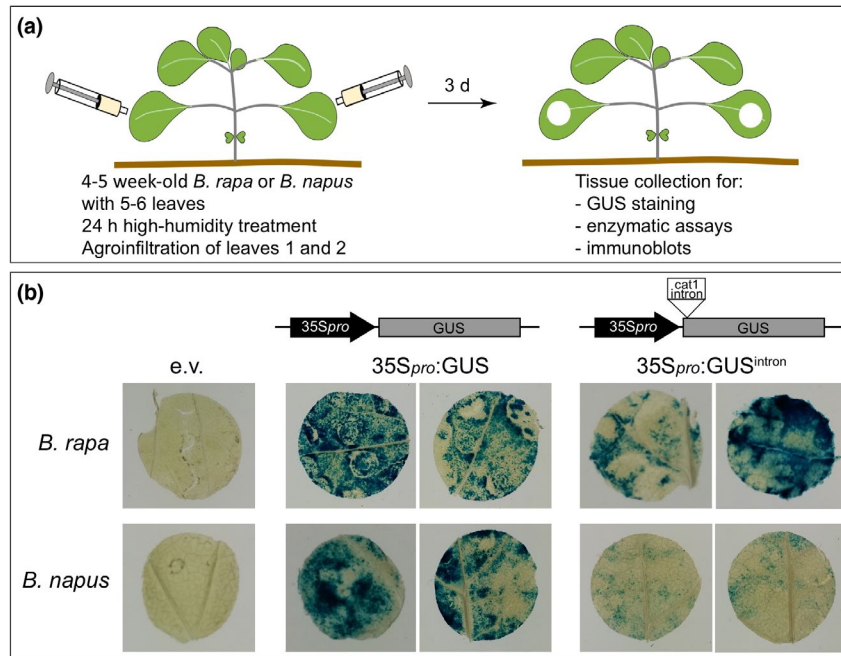 (a)
3 d
4-5 week-old B. rapa or B. napus
with 5-6 leaves
24 h high-humidity treatment
Agroinfiltration of leaves 1 and 2
Tissue collection for:
- GUS staining
- enzymatic assays
- immunoblots
(b)
35Spro
GUS
cat1
intron
35Spro
GUS
e.v.
35Spro:GUS
35Spro:GUSintron
B. rapa
B. napus